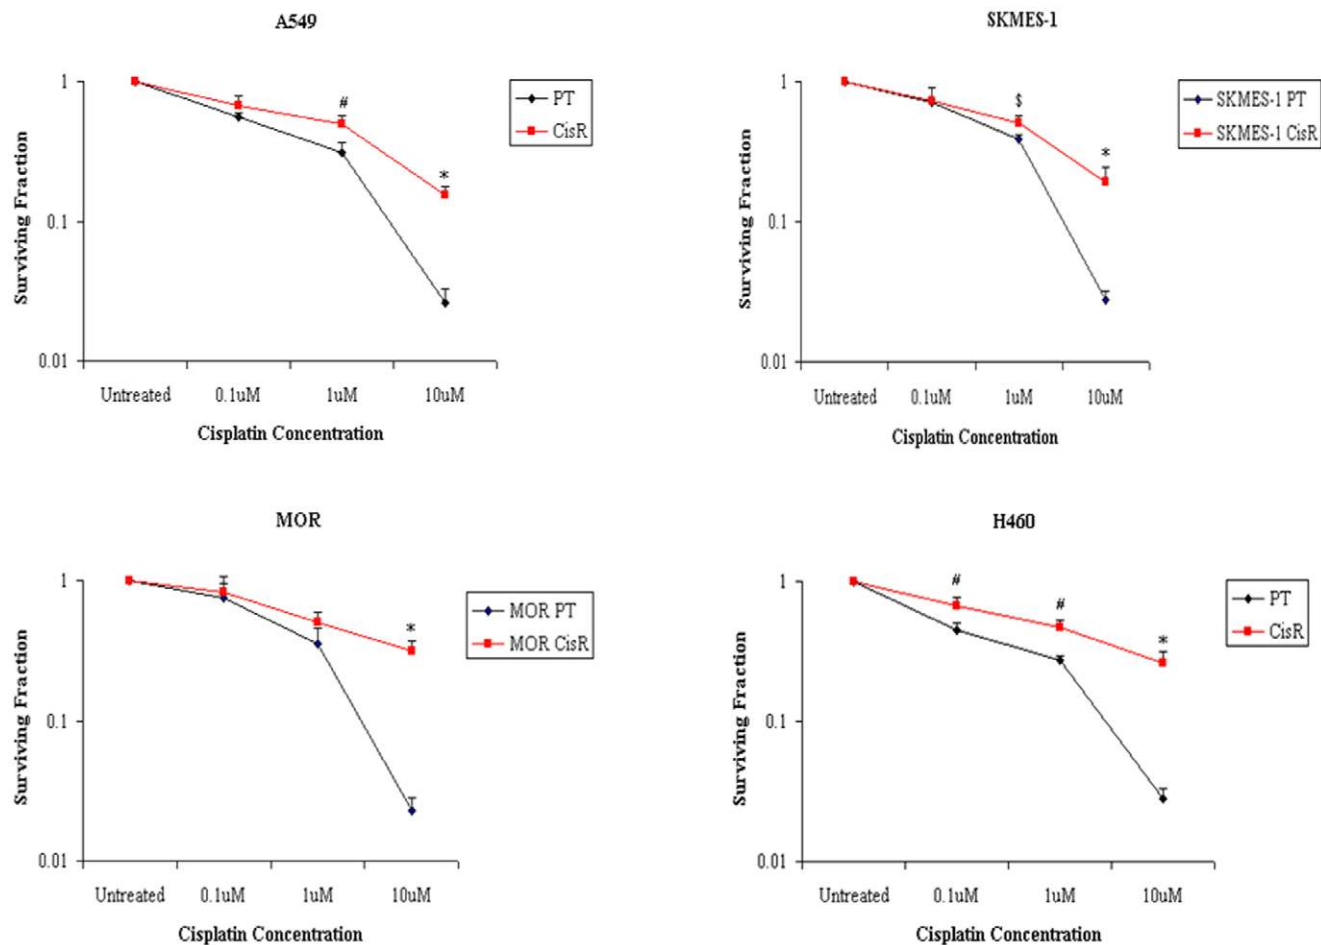 A549
Surviving Fraction
1
0.1
0.01
#
*
PT
CisR
Untreated 0.1uM 1uM 10uM
Cisplatin Concentration
SKMES-1
Surviving Fraction
1
0.1
0.01
$
*
SKMES-1 PT
SKMES-1 CisR
Untreated 0.1uM 1uM 10uM
Cisplatin Concentration
MOR
Surviving Fraction
1
0.1
0.01
*
MOR PT
MOR CisR
Untreated 0.1uM 1uM 10uM
Cisplatin Concentration
H460
Surviving Fraction
1
0.1
0.01
#
#
*
PT
CisR
Untreated 0.1uM 1uM 10uM
Cisplatin Concentration